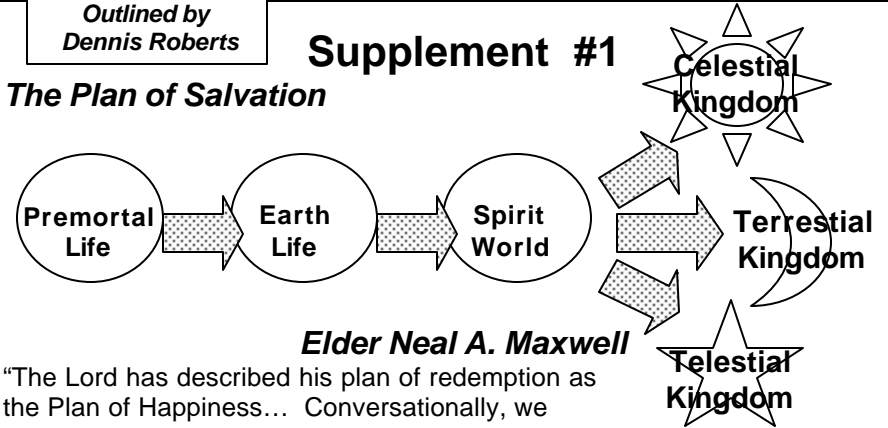 Outlined by
Dennis Roberts
Supplement #1
The Plan of Salvation
Premortal
Life
Earth
Life
Spirit
World
Celestial
Kingdom
Terrestial
Kingdom
Telestial
Kingdom
Elder Neal A. Maxwell
“The Lord has described his plan of redemption as
the Plan of Happiness… Conversationally, we